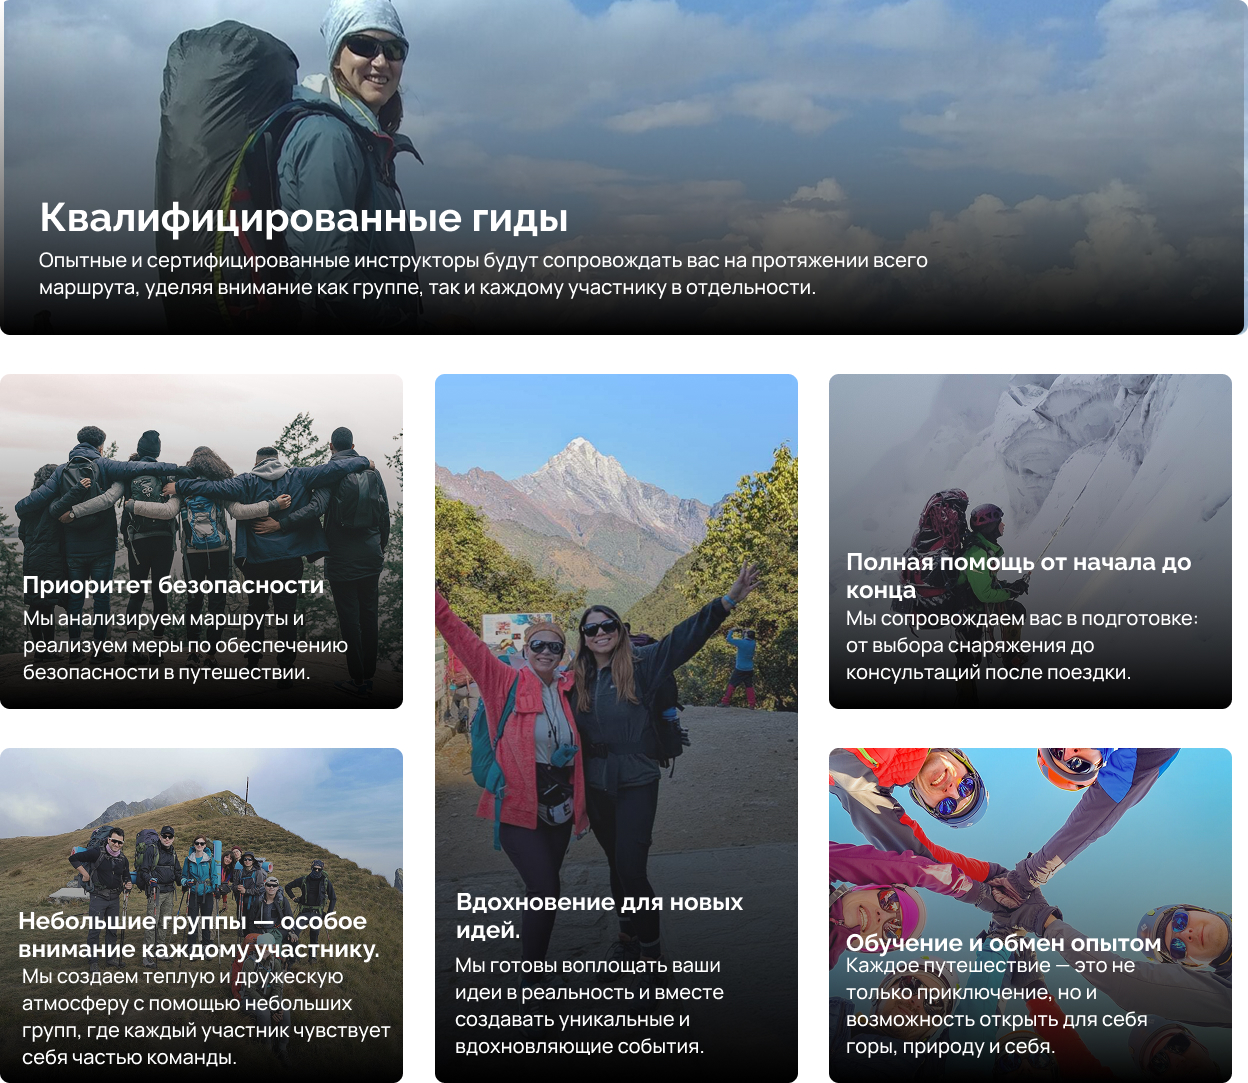 Квалифицированные гиды
Опытные и сертифицированные инструкторы будут сопровождать вас на протяжении всего
маршрута, уделяя внимание как группе, так и каждому участнику в отдельности.
Приоритет безопасности
Мы анализируем маршруты и
реализуем меры по обеспечению
безопасности в путешествии.
Вдохновение для новых
идей.
Мы готовы воплощать ваши
идеи в реальность и вместе
создавать уникальные и
вдохновляющие события.
Полная помощь от начала до
конца
Мы сопровождаем вас в подготовке:
от выбора снаряжения до
консультаций после поездки.
Небольшие группы — особое
внимание каждому участнику.
Мы создаем теплую и дружескую
атмосферу с помощью небольших
групп, где каждый участник чувствует
себя частью команды.
Обучение и обмен опытом
Каждое путешествие — это не
только приключение, но и
возможность открыть для себя
горы, природу и себя.